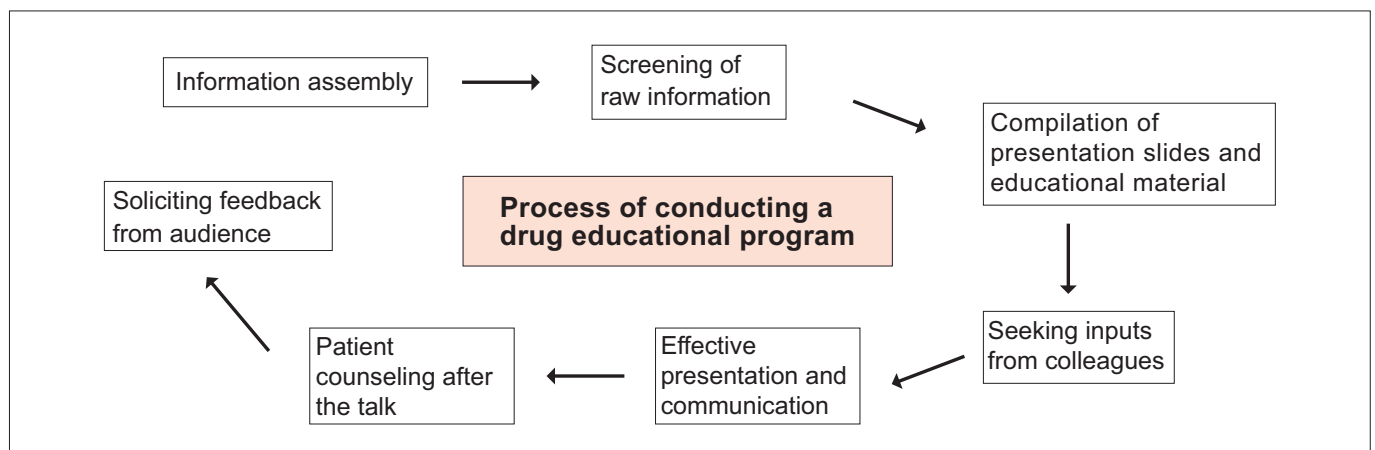 Information assembly
Screening of
raw information
Compilation of
presentation slides and
educational material
Seeking inputs
from colleagues
Effective
presentation and
communication
Patient
counseling after
the talk
Soliciting feedback
from audience
Process of conducting a
drug educational program